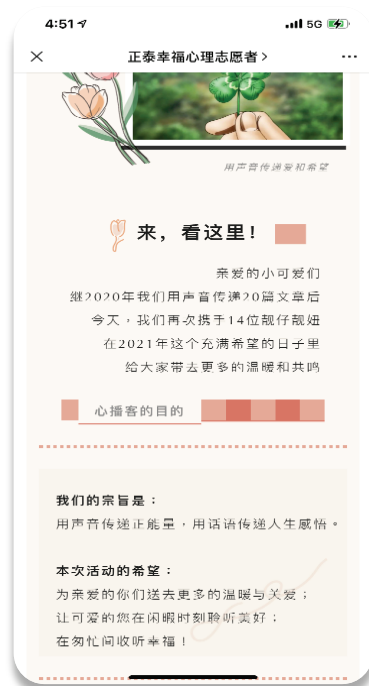 4:51
5G
正泰幸福心理志愿者
用声音传递爱和希望
来，看这里！
亲爱的小可爱们
继2020年我们用声音传递20篇文章后
今天，我们再次携手14位靓仔靓妞
在2021年这个充满希望的日子里
给大家带去更多的温暖和共鸣
心播客的目的
我们的宗旨是：
用声音传递正能量，用话语传递人生感悟。
本次活动的希望：
为亲爱的你们送去更多的温暖与关爱；
让可爱的您在闲暇时刻聆听美好；
在匆忙间收听幸福！